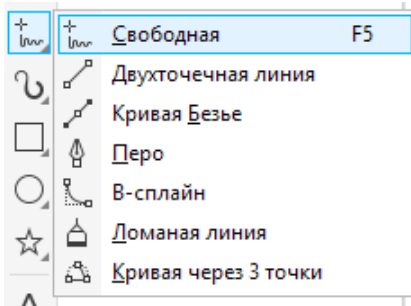 Свободная F5
Двухточечная линия
Кривая Безье
Перо
В-сплайн
Ломаная линия
Кривая через 3 точки